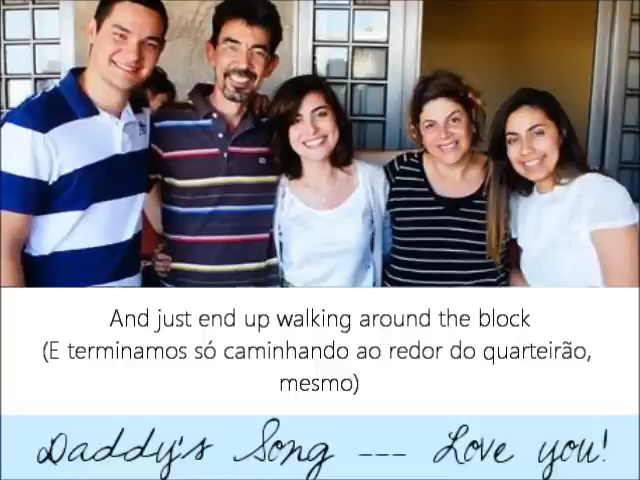 And just end up walking around the block
(E terminamos só caminhando ao redor do quarteirão,
mesmo)
Daddy's Song --- Love you!